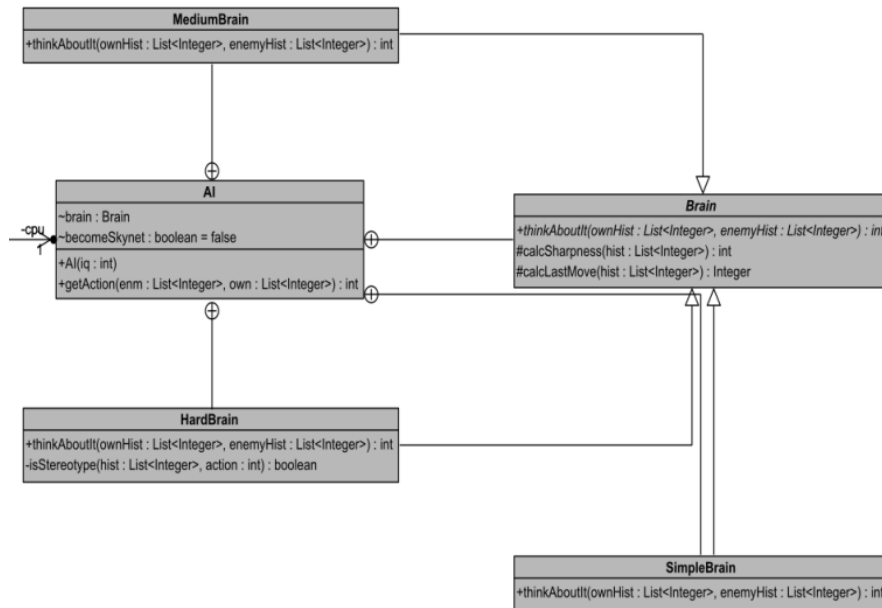 MediumBrain
+thinkAboutIt(ownHist : List<Integer>, enemyHist : List<Integer>) : int
AI
~brain : Brain
~becomeSkynet : boolean = false
+AI(iq : int)
+getAction(enm : List<Integer>, own : List<Integer>) : int
-cpu
1
Brain
+thinkAboutIt(ownHist : List<Integer>, enemyHist : List<Integer>) : int
#calcSharpness(hist : List<Integer>) : int
#calcLastMove(hist : List<Integer>) : Integer
HardBrain
+thinkAboutIt(ownHist : List<Integer>, enemyHist : List<Integer>) : int
-isStereotype(hist : List<Integer>, action : int) : boolean
SimpleBrain
+thinkAboutIt(ownHist : List<Integer>, enemyHist : List<Integer>) : int